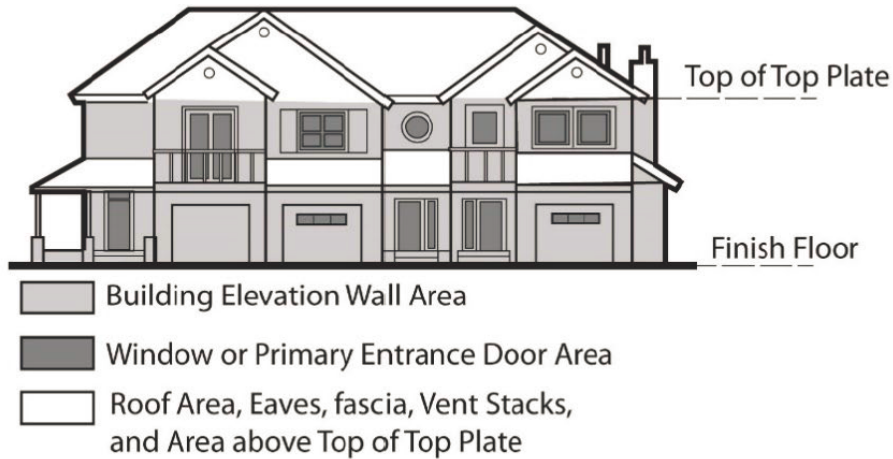 Top of Top Plate
Finish Floor
Building Elevation Wall Area
Window or Primary Entrance Door Area
Roof Area, Eaves, fascia, Vent Stacks,
and Area above Top of Top Plate